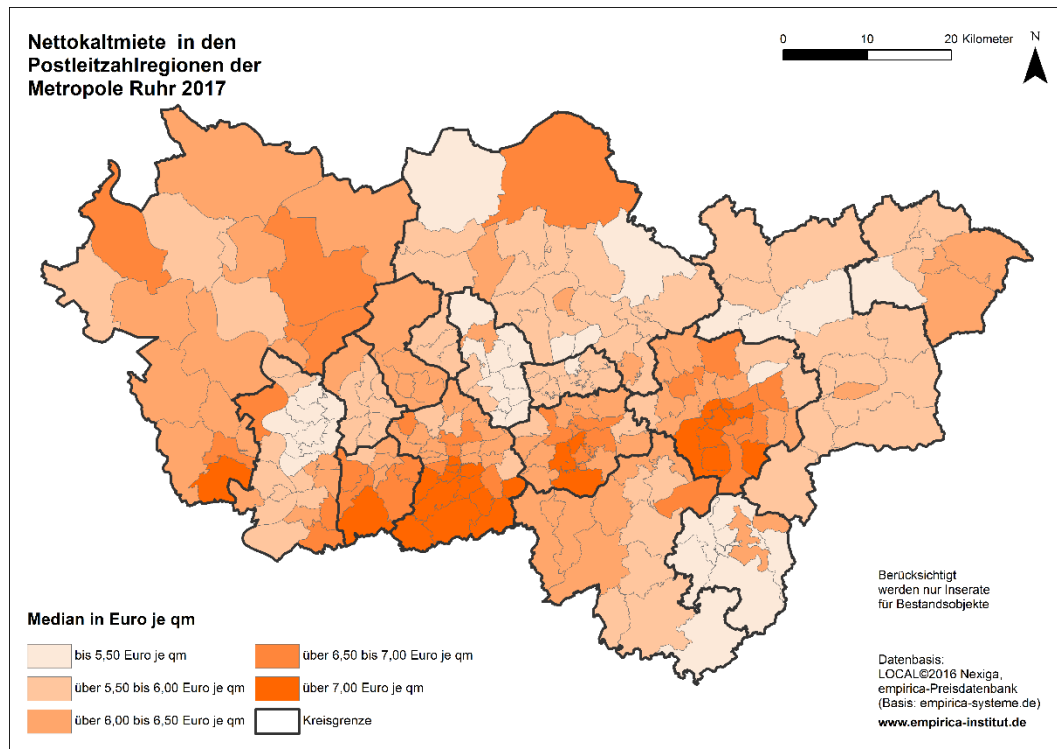 Nettokaltmiete in den
Postleitzahlregionen der
Metropole Ruhr 2017
0 10 20 Kilometer
N
Berücksichtigt
werden nur Inserate
für Bestandsobjekte
Median in Euro je qm
bis 5,50 Euro je qm
über 5,50 bis 6,00 Euro je qm
über 6,00 bis 6,50 Euro je qm
über 6,50 bis 7,00 Euro je qm
über 7,00 Euro je qm
Kreisgrenze
Datenbasis:
LOCAL©2016 Nexiga,
empirica-Preisdatenbank
(Basis: empirica-systeme.de)
www.empirica-institut.de